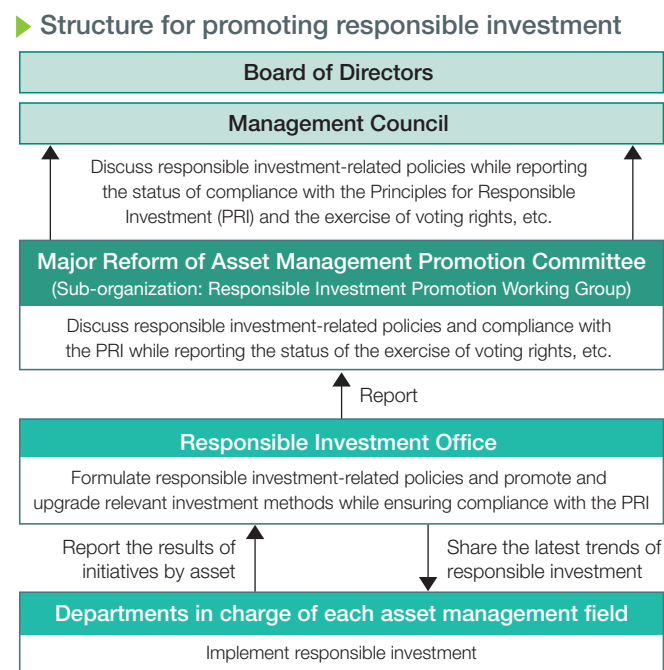 Structure for promoting responsible investment
Board of Directors
Management Council
Discuss responsible investment-related policies while reporting
the status of compliance with the Principles for Responsible
Investment (PRI) and the exercise of voting rights, etc.
Major Reform of Asset Management Promotion Committee
(Sub-organization: Responsible Investment Promotion Working Group)
Discuss responsible investment-related policies and compliance with
the PRI while reporting the status of the exercise of voting rights, etc.
Report
Responsible Investment Office
Formulate responsible investment-related policies and promote and
upgrade relevant investment methods while ensuring compliance with the PRI
Report the results of
initiatives by asset
Share the latest trends of
responsible investment
Departments in charge of each asset management field
Implement responsible investment